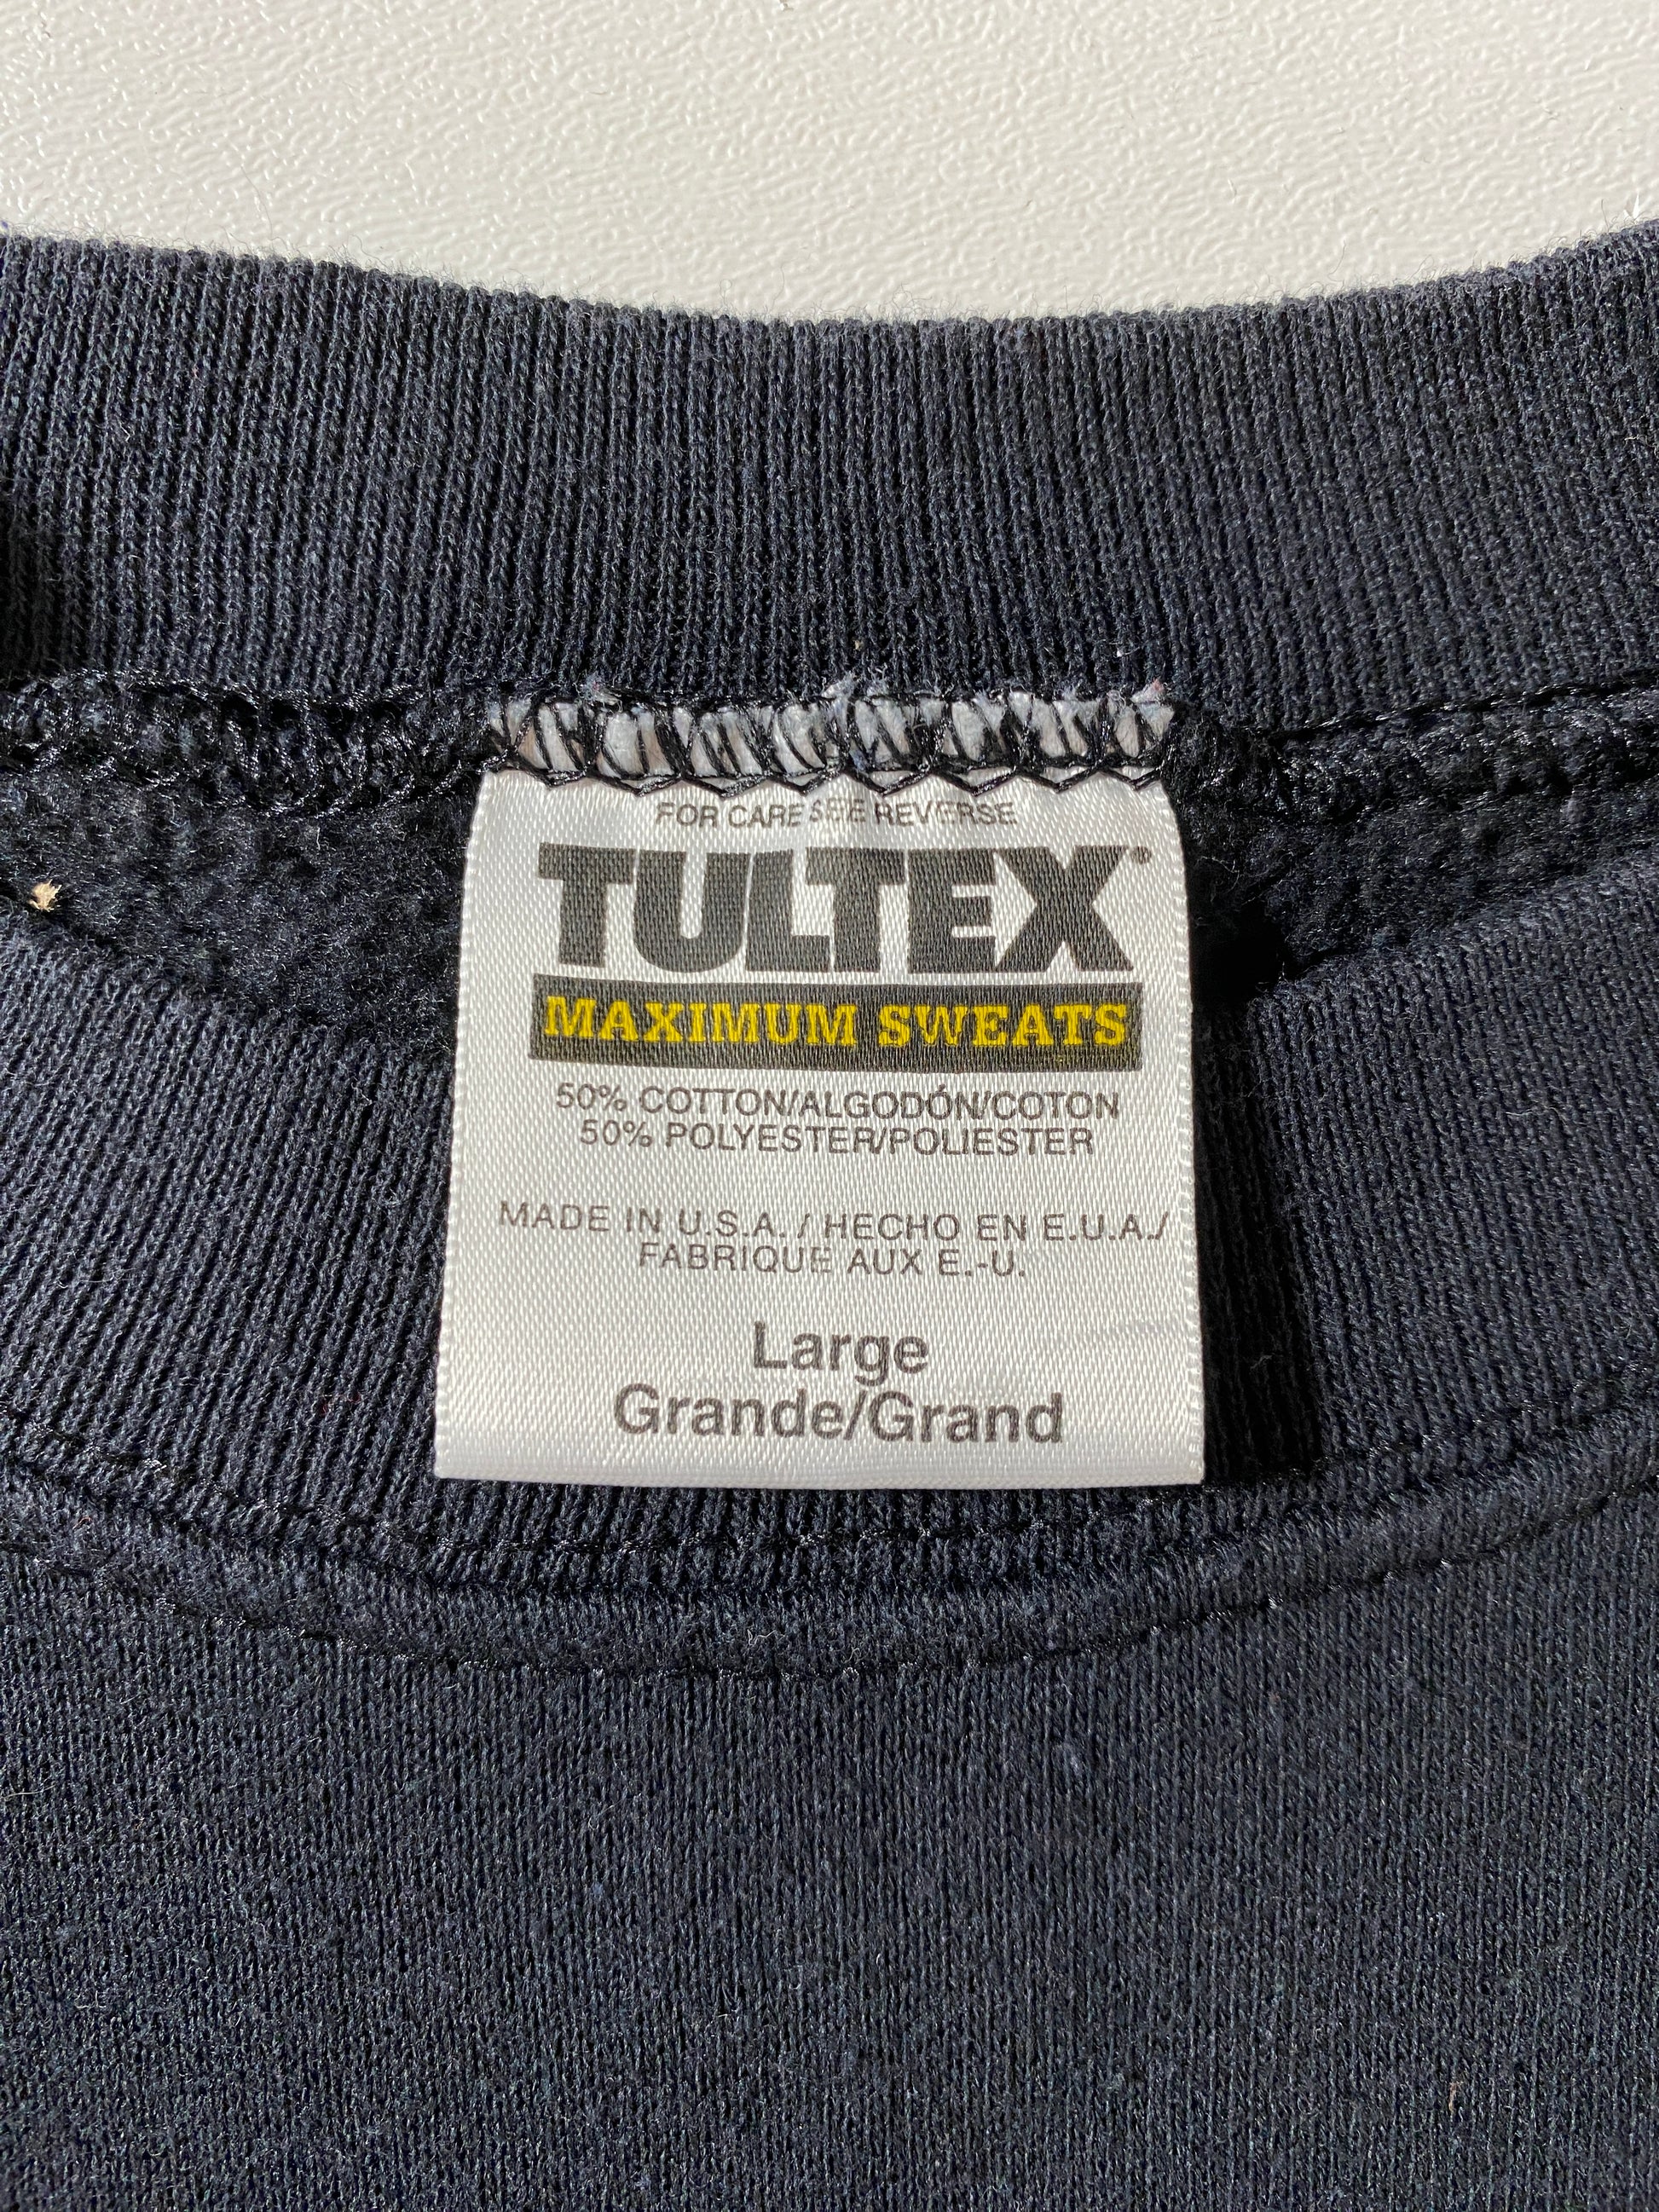 FOR CARE SEE REVERSE
TULTEX®
MAXIMUM SWEATS
50% COTTON/ALGODÓN/COTON
50% POLYESTER/POLIESTER
MADE IN U.S.A. / HECHO EN E.U.A./
FABRIQUE AUX E.-U.
Large
Grande/Grand